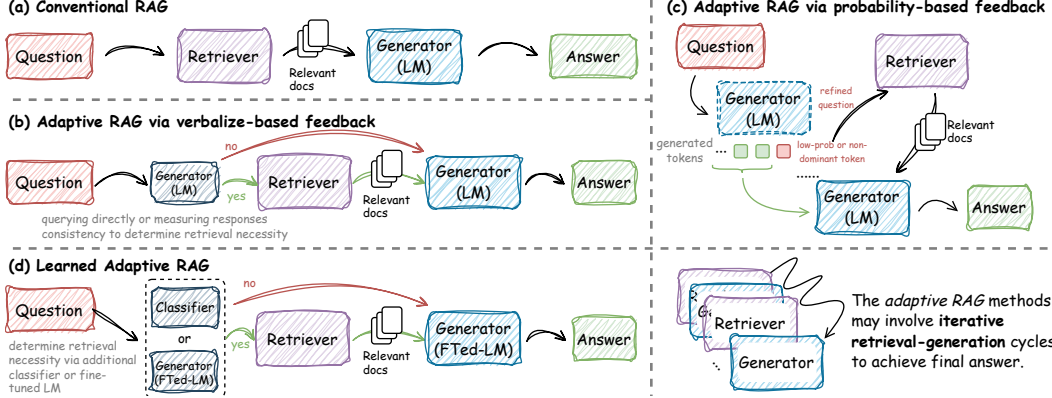 (a) Conventional RAG
Question
Retriever
Relevant
docs
Generator
(LM)
Answer
(b) Adaptive RAG via verbalize-based feedback
Question
Generator
(LM)
no
yes
Retriever
Relevant
docs
Generator
(LM)
Answer
querying directly or measuring responses
consistency to determine retrieval necessity
(d) Learned Adaptive RAG
Question
determine retrieval
necessity via additional
classifier or fine-
tuned LM
Classifier
or
Generator
(FTed-LM)
no
yes
Retriever
Relevant
docs
Generator
(FTed-LM)
Answer
(c) Adaptive RAG via probability-based feedback
Question
Retriever
Generator
(LM)
refined
question
generated
tokens
...
low-prob or non-
dominant token
......
Relevant
docs
Generator
(LM)
Answer
Retriever
Generator
...
The adaptive RAG methods
may involve iterative
retrieval-generation cycles
to achieve final answer.